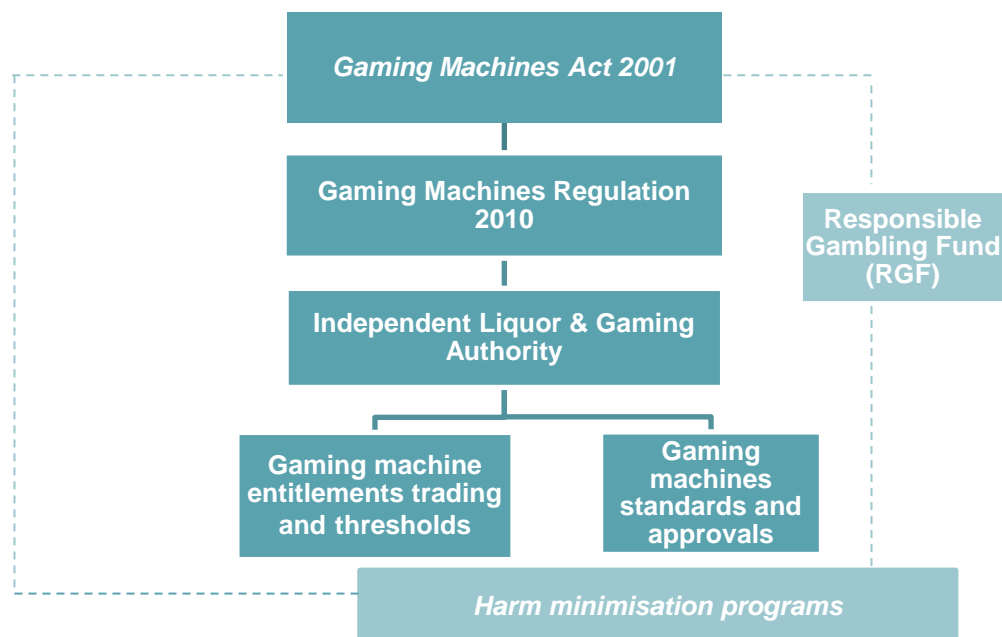 Gaming Machines Act 2001
Gaming Machines Regulation
2010
Responsible
Gambling Fund
(RGF)
Independent Liquor & Gaming
Authority
Gaming machine
entitlements trading
and thresholds
Gaming
machines
standards and
approvals
Harm minimisation programs